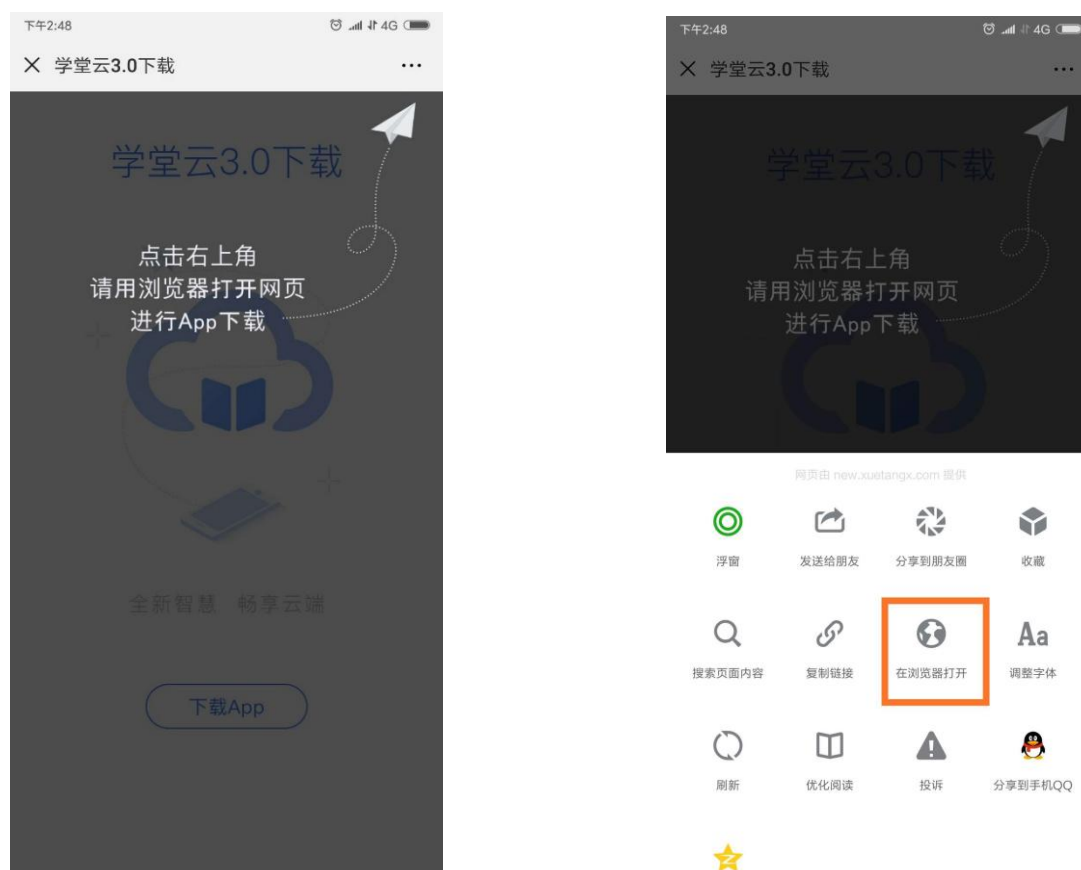 下午2:48
4G
学堂云3.0下载
学堂云3.0下载
点击右上角
请用浏览器打开网页
进行App下载
全新智慧 畅享云端
下载App
下午2:48
4G
学堂云3.0下载
学堂云3.0下载
点击右上角
请用浏览器打开网页
进行App下载
网页由 new.xuetangx.com 提供
浮窗 发送给朋友 分享到朋友圈 收藏
Aa
搜索页面内容 复制链接 在浏览器打开 调整字体
刷新 优化阅读 投诉 分享到手机QQ